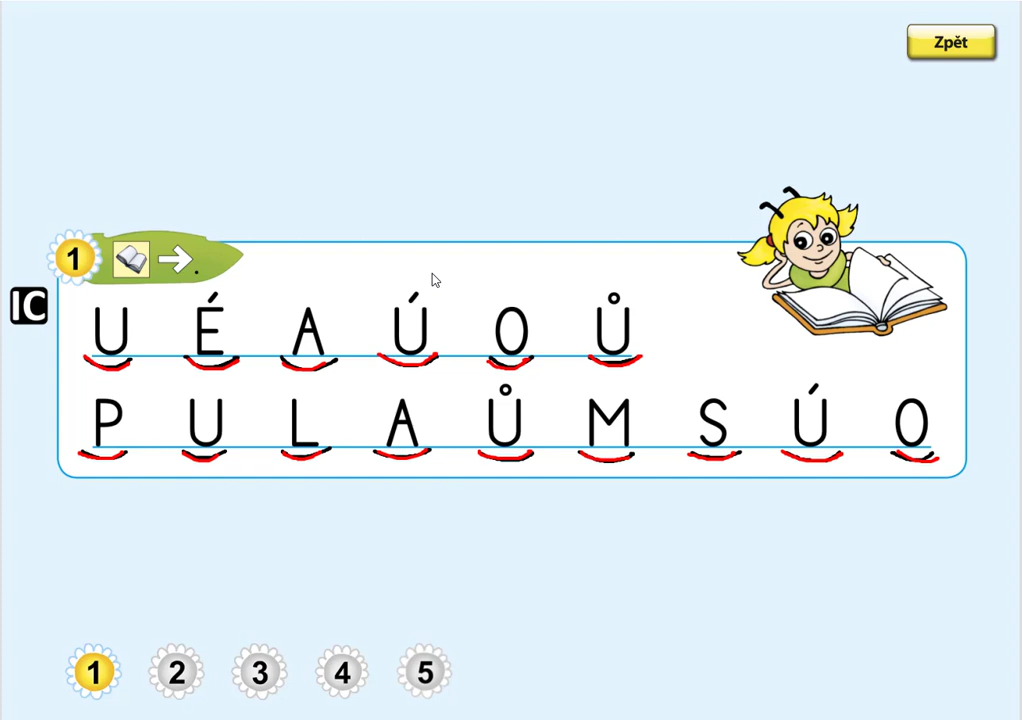 Zpět
1
IC
U É A Ú O Ů
P U L A Ů M S Ú O
1 2 3 4 5